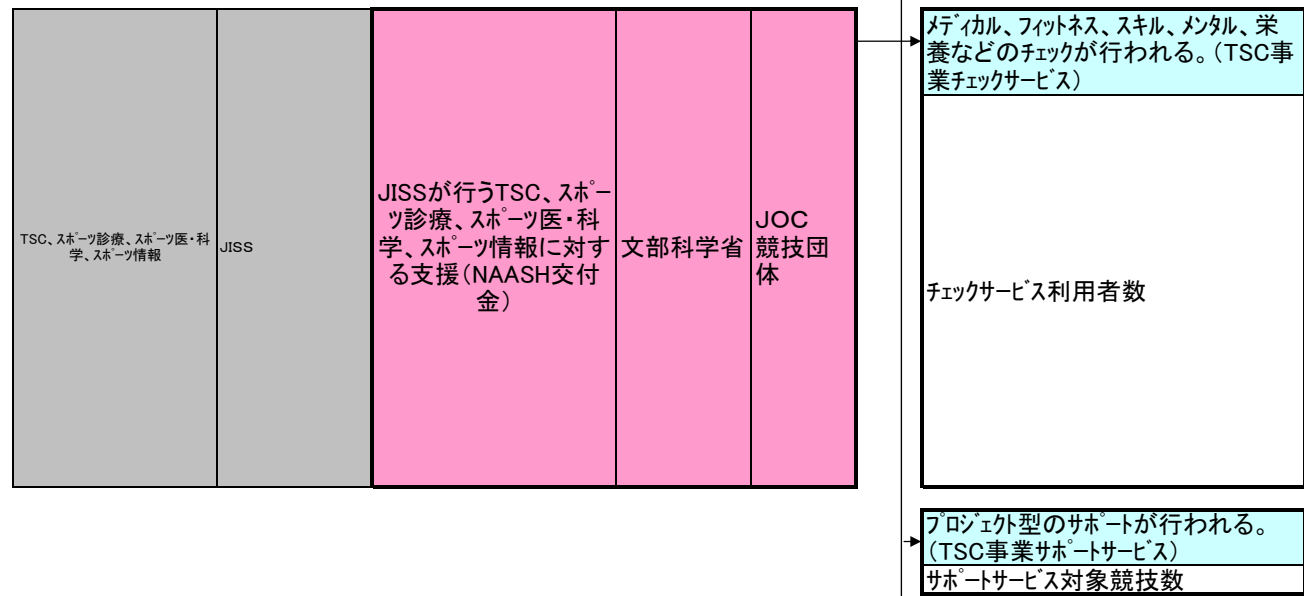 TSC、ｽﾎﾟｰﾂ診療、ｽﾎﾟｰﾂ医・科
学、ｽﾎﾟｰﾂ情報
JISS
JISSが行うTSC、ｽﾎﾟｰ
ﾂ診療、ｽﾎﾟｰﾂ医・科
学、ｽﾎﾟｰﾂ情報に対す
る支援（NAASH交付
金）
文部科学省
JOC
競技団
体
ﾒﾃﾞｨｶﾙ、ﾌｨｯﾄﾈｽ、ｽｷﾙ、ﾒﾝﾀﾙ、栄
養などのﾁｪｯｸが行われる。（TSC事
業ﾁｪｯｸｻｰﾋﾞｽ）
ﾁｪｯｸｻｰﾋﾞｽ利用者数
ﾌﾟﾛｼﾞｪｸﾄ型のｻﾎﾟｰﾄが行われる。
（TSC事業ｻﾎﾟｰﾄｻｰﾋﾞｽ）
ｻﾎﾟｰﾄｻｰﾋﾞｽ対象競技数